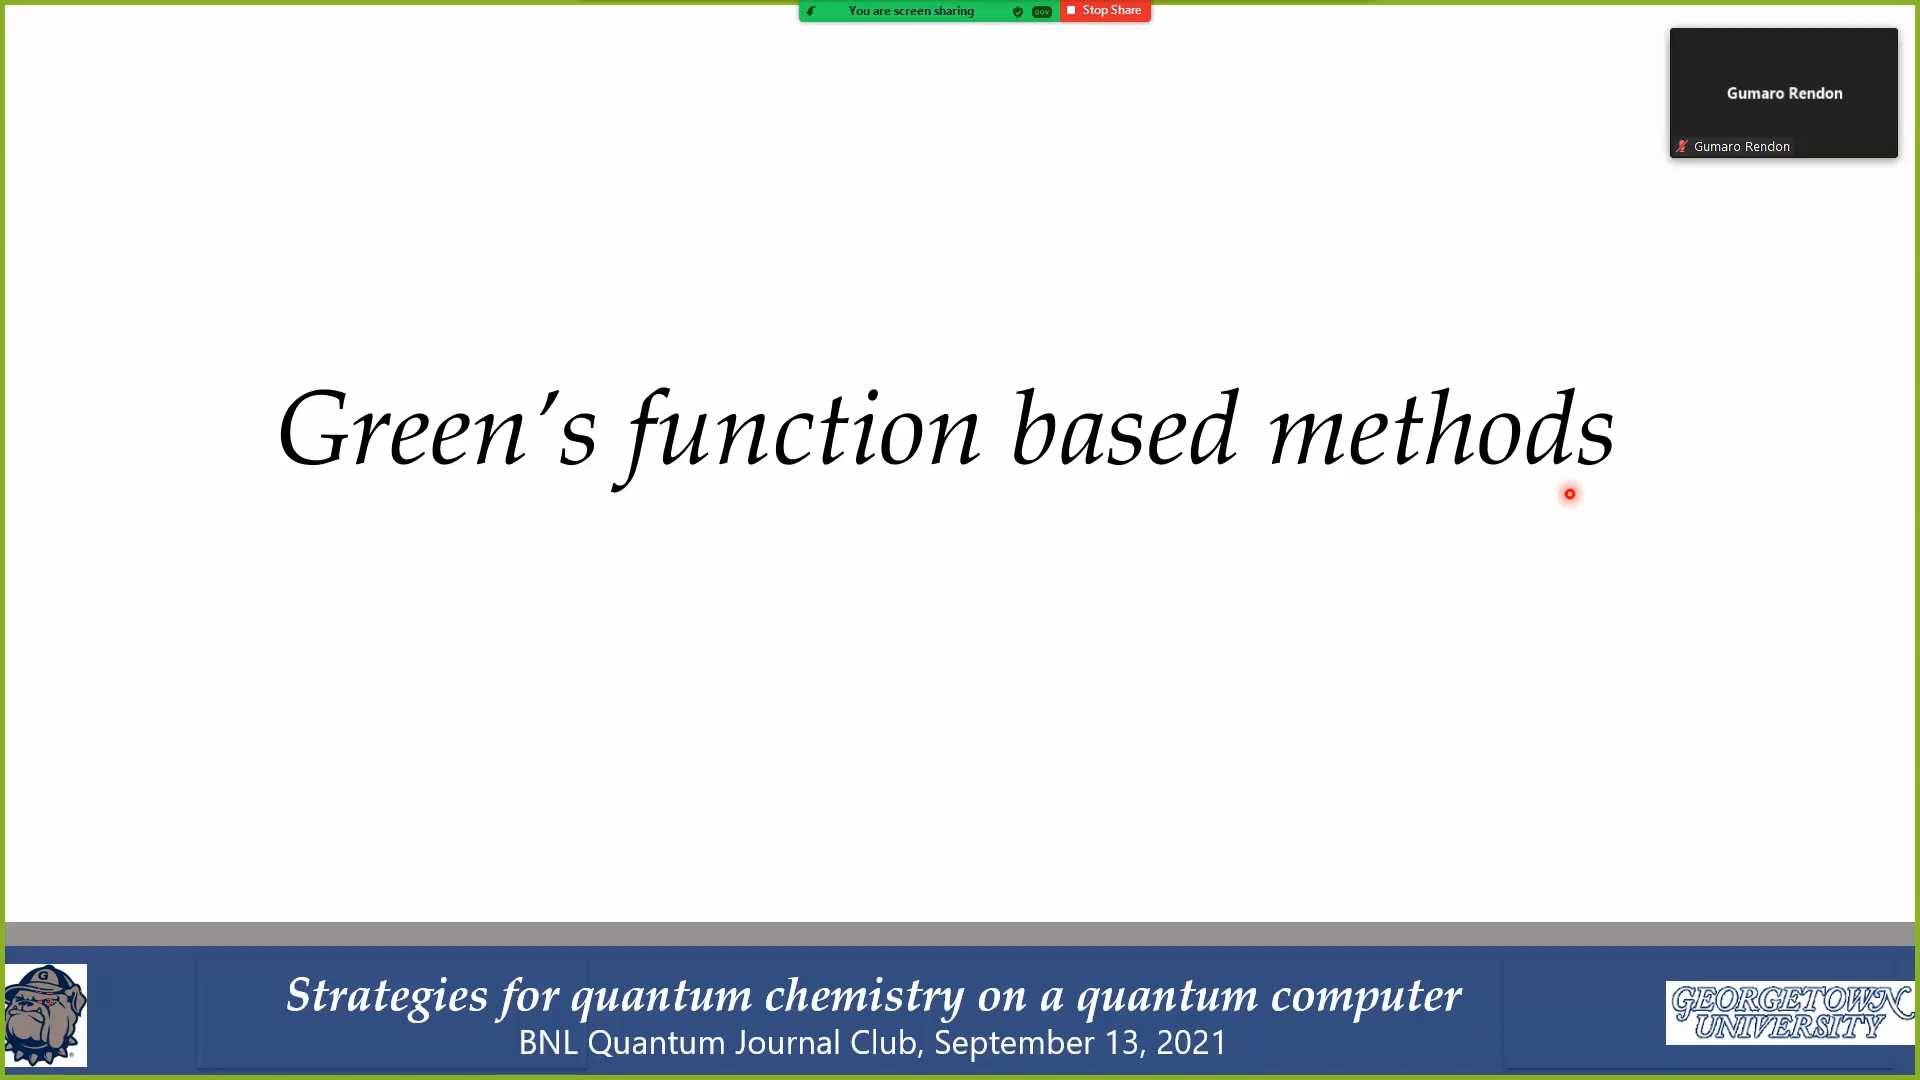 You are screen sharing
GOV
Stop Share
Gumaro Rendon
Gumaro Rendon
Green’s function based methods
G
Strategies for quantum chemistry on a quantum computer
BNL Quantum Journal Club, September 13, 2021
GEORGETOWN
UNIVERSITY